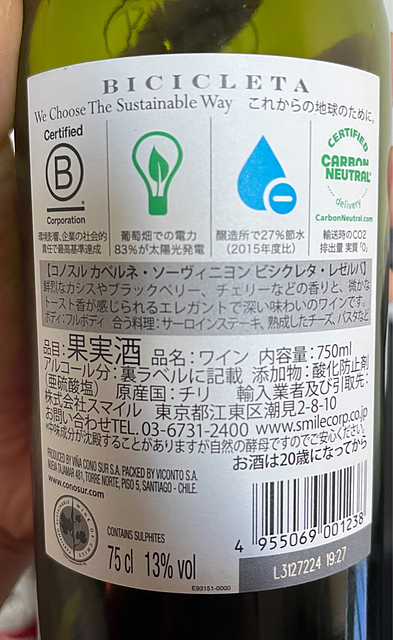 BICICLETA
We Choose The Sustainable Way これからの地球のために。
Certified
B
Corporation
環境影響、企業の社会的
責任で最高基準達成
葡萄畑での電力
83%が太陽光発電
醸造所で27%節水
(2015年度比)
CERTIFIED
CARBON
NEUTRAL
delivery
CarbonNeutral.com
輸送時のCO2
排出量 実質
【コノスル カベルネ・ソーヴィニヨン ビシクレタ・レゼルバ】
鮮烈なカシスやブラックベリー、チェリーなどの香りと、微かな
トースト香が感じられるエレガントで深い味わいのワインです。
ボディ:フルボディ 合う料理:サーロインステーキ、熟成したチーズ、パスタなど
品目:果実酒 品名:ワイン 内容量:750ml
アルコール分:裏ラベルに記載 添加物:酸化防止剤
(亜硫酸塩) 原産国:チリ 輸入業者及び引取先:
株式会社スマイル 東京都江東区潮見2-8-10
お問い合わせTEL. 03-6731-2400 www.smilecorp.co.jp
*中味成分が沈殿することがありますが自然の酵母ですのでご安心ください。
お酒は20歳になってから
PRODUCED BY VIÑA CONO SUR S.A. PACKED BY VICONTO S.A.
NUEVA TAJAMAR 481, TORRE NORTE, PISO 5, SANTIAGO - CHILE.
www.conosur.com
WINE OF CHILE
CONTAINS SULPHITES
75 cl 13% vol
E93151-0000
4 955069 001238
L3127224 19:27